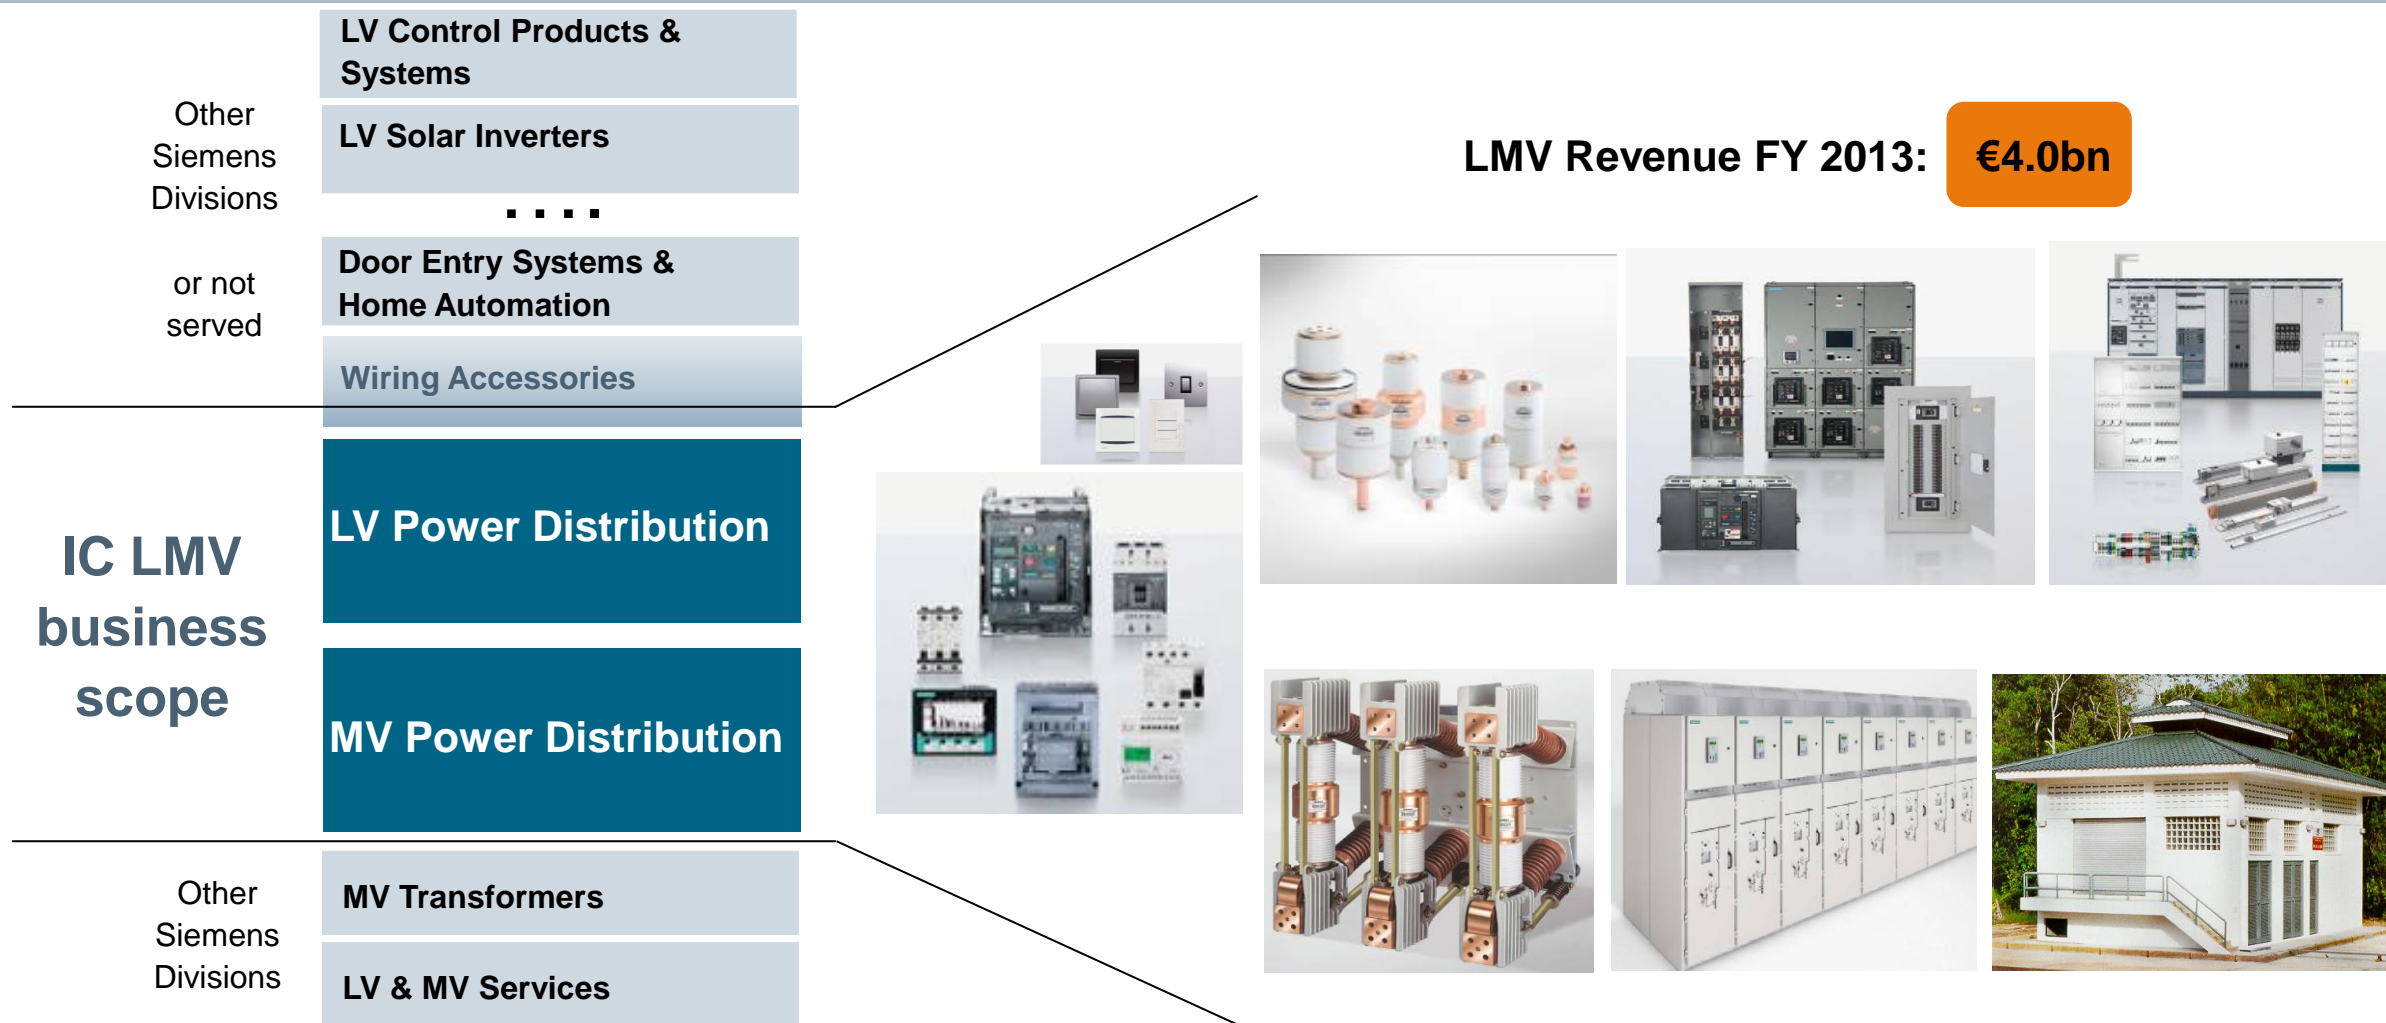 LV Control Products &
Systems
Other
Siemens
Divisions
LV Solar Inverters
....
or not
served
Door Entry Systems &
Home Automation
Wiring Accessories
IC LMV
business
scope
LV Power Distribution
MV Power Distribution
Other
Siemens
Divisions
MV Transformers
LV & MV Services
LMV Revenue FY 2013:
€4.0bn